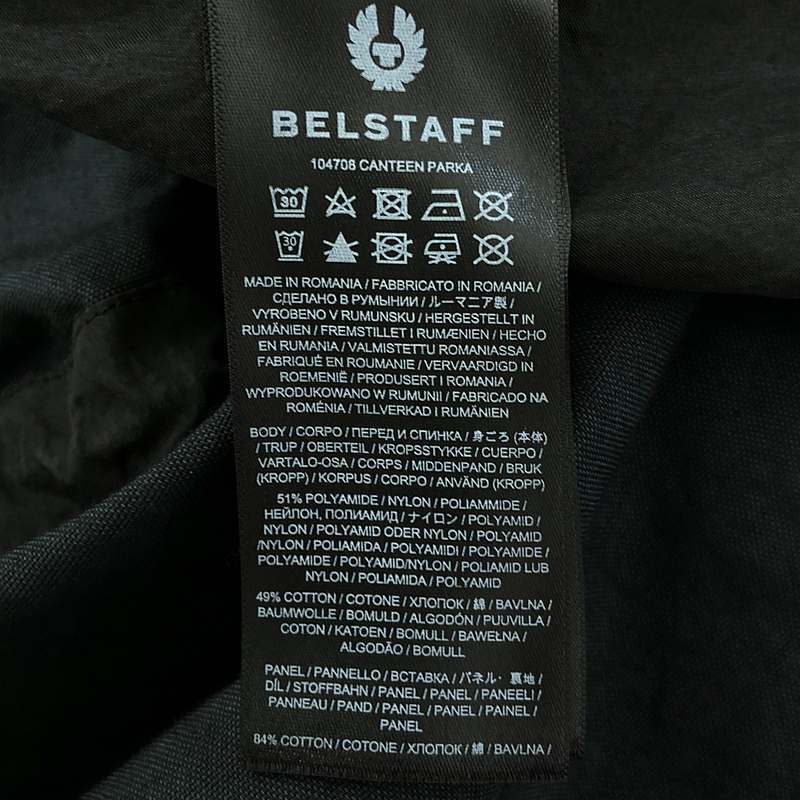 BELSTAFF
104706 CANTEEN PARKA
30
30
MADE IN ROMANIA / FABBRICATO IN ROMANIA /
СДЕЛАНО В РУМЫНИИ / ルーマニア製 /
VYROBENO V RUMUNSKU / HERGESTELLT IN
RUMÄNIEN / FREMSTILLET I RUMÆNIEN / HECHO
EN RUMANIA / VALMISTETTU ROMANIASSA /
FABRIQUÉ EN ROUMANIE / VERVAARDIGD IN
ROEMENIË / PRODUSERT I ROMANIA /
WYPRODUKOWANO W RUMUNII / FABRICADO NA
ROMÉNIA / TILLVERKAD I RUMÄNIEN
BODY / CORPO / ПЕРЕД И СПИНКА / 身ごろ (本体)
/ TRUP / OBERTEIL / KROPSSTYKKE / CUERPO /
VARTALO-OSA / CORPS / MIDDENPAND / BRUK
(KROPP) / KORPUS / CORPO / ANVÄND (KROPP)
51% POLYAMIDE / NYLON / POLIAMMIDE /
НЕЙЛОН, ПОЛИАМИД / ナイロン / POLYAMID /
NYLON / POLYAMID ODER NYLON / POLYAMID
/NYLON / POLIAMIDA / POLYAMIDI / POLYAMIDE /
POLYAMIDE / POLYAMID/NYLON / POLIAMID LUB
NYLON / POLIAMIDA / POLYAMID
49% COTTON / COTONE / ХЛОПОК / 綿 / BAVLNA /
BAUMWOLLE / BOMULD / ALGODÓN / PUUVILLA /
COTON / KATOEN / BOMULL / BAWEŁNA /
ALGODÃO / BOMULL
PANEL / PANNELLO / ВСТАВКА / パネル・裏地 /
DÍL / STOFFBAHN / PANEL / PANEL / PANEELI /
PANNEAU / PAND / PANEL / PANEL / PAINEL /
PANEL
84% COTTON / COTONE / ХЛОПОК / 綿 / BAVLNA /